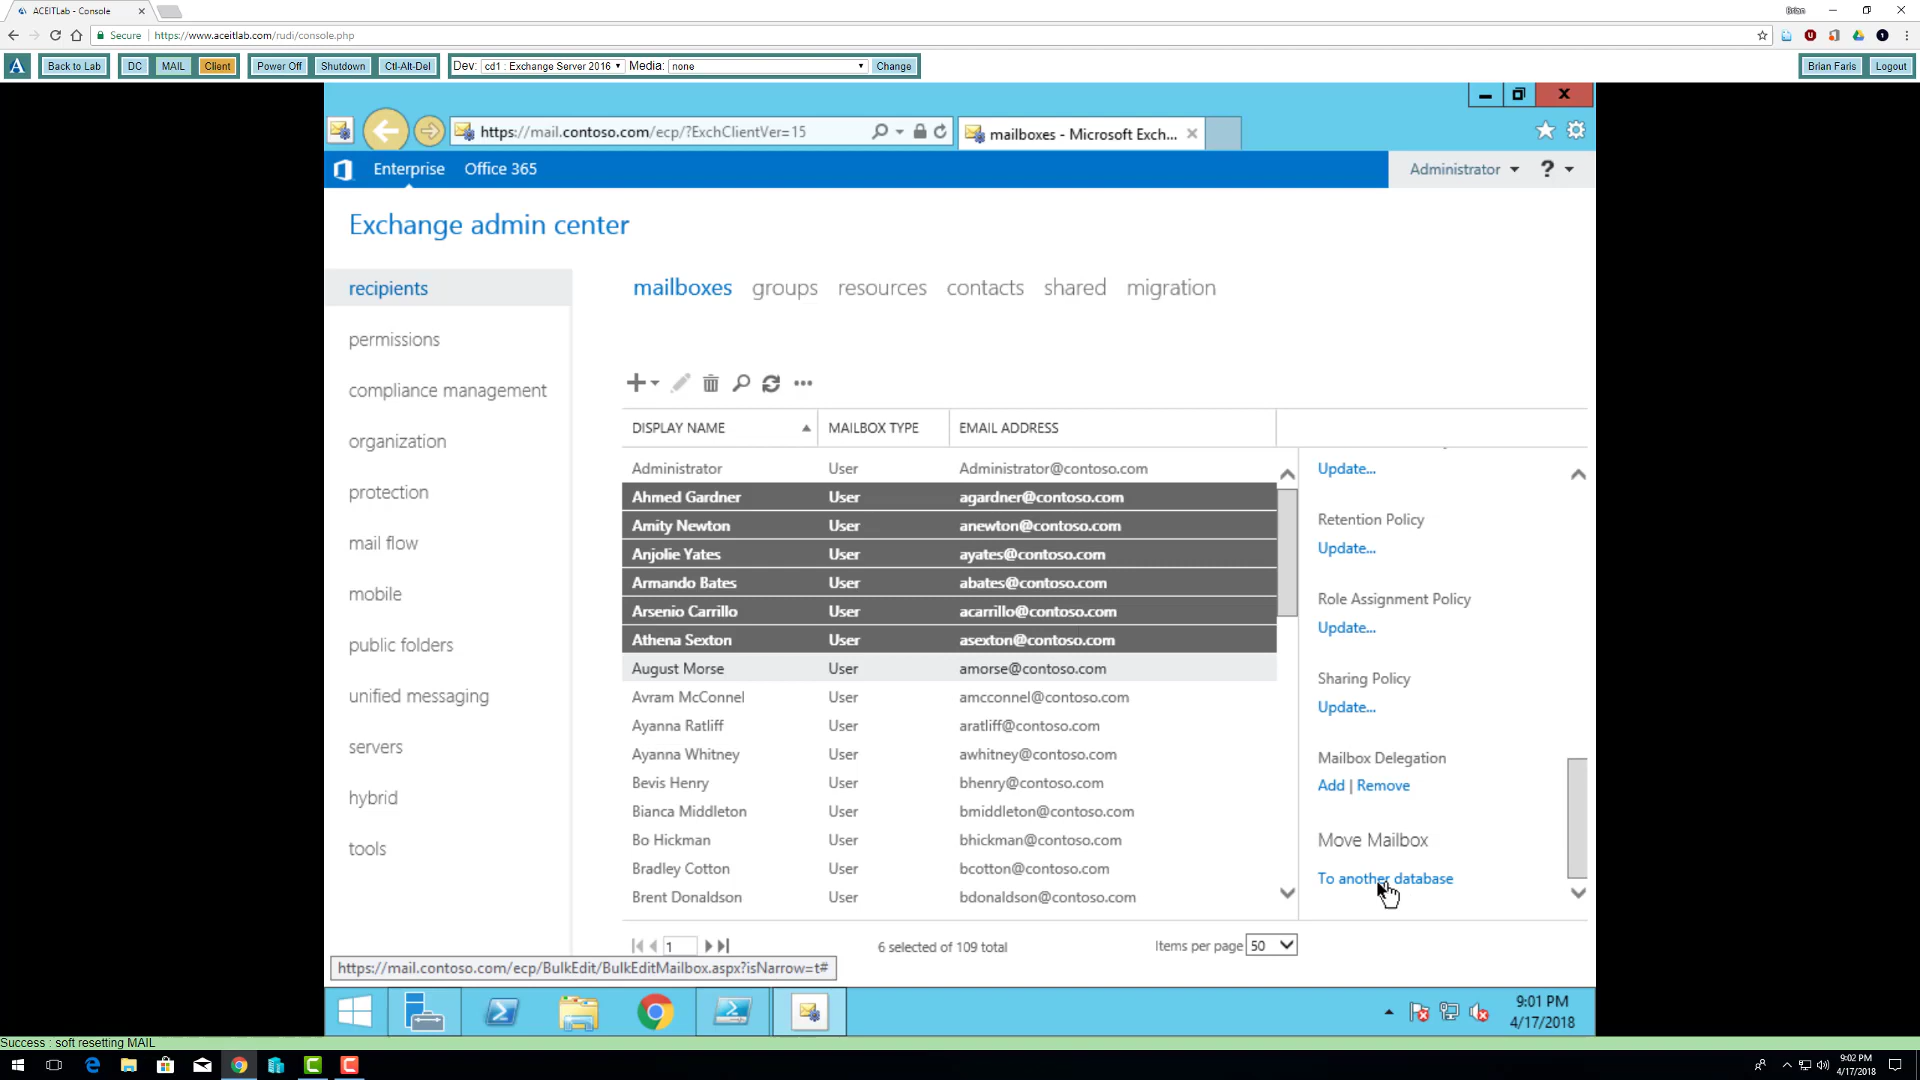 ACEITLab - Console
Brian
Secure https://www.aceitlab.com/rudi/console.php
Back to Lab DC MAIL Client Power Off Shutdown Ctl-Alt-Del Dev: cd1 : Exchange Server 2016 Media: none Change Brian Faris Logout
https://mail.contoso.com/ecp/?ExchClientVer=15 mailboxes - Microsoft Exch...
Enterprise Office 365 Administrator ?
Exchange admin center
recipients
permissions
compliance management
organization
protection
mail flow
mobile
public folders
unified messaging
servers
hybrid
tools
mailboxes groups resources contacts shared migration
DISPLAY NAME MAILBOX TYPE EMAIL ADDRESS
Administrator User Administrator@contoso.com
Ahmed Gardner User agardner@contoso.com
Amity Newton User anewton@contoso.com
Anjolie Yates User ayates@contoso.com
Armando Bates User abates@contoso.com
Arsenio Carrillo User acarrillo@contoso.com
Athena Sexton User asexton@contoso.com
August Morse User amorse@contoso.com
Avram McConnel User amcconnel@contoso.com
Ayanna Ratliff User aratliff@contoso.com
Ayanna Whitney User awhitney@contoso.com
Bevis Henry User bhenry@contoso.com
Bianca Middleton User bmiddleton@contoso.com
Bo Hickman User bhickman@contoso.com
Bradley Cotton User bcotton@contoso.com
Brent Donaldson User bdonaldson@contoso.com
1 6 selected of 109 total Items per page 50
Update...
Retention Policy
Update...
Role Assignment Policy
Update...
Sharing Policy
Update...
Mailbox Delegation
Add | Remove
Move Mailbox
To another database
https://mail.contoso.com/ecp/BulkEdit/BulkEditMailbox.aspx?isNarrow=t#
9:01 PM
4/17/2018
Success : soft resetting MAIL
9:02 PM
4/17/2018